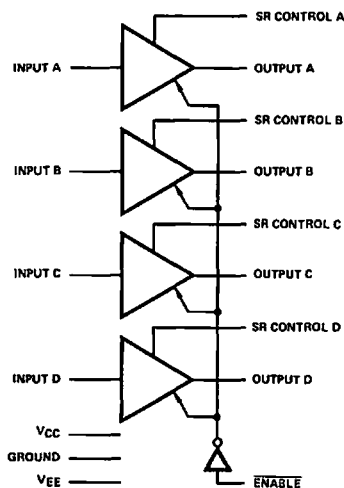 SR CONTROL A
INPUT A
OUTPUT A
SR CONTROL B
INPUT B
OUTPUT B
SR CONTROL C
INPUT C
OUTPUT C
SR CONTROL D
INPUT D
OUTPUT D
VCC
GROUND
VEE
ENABLE